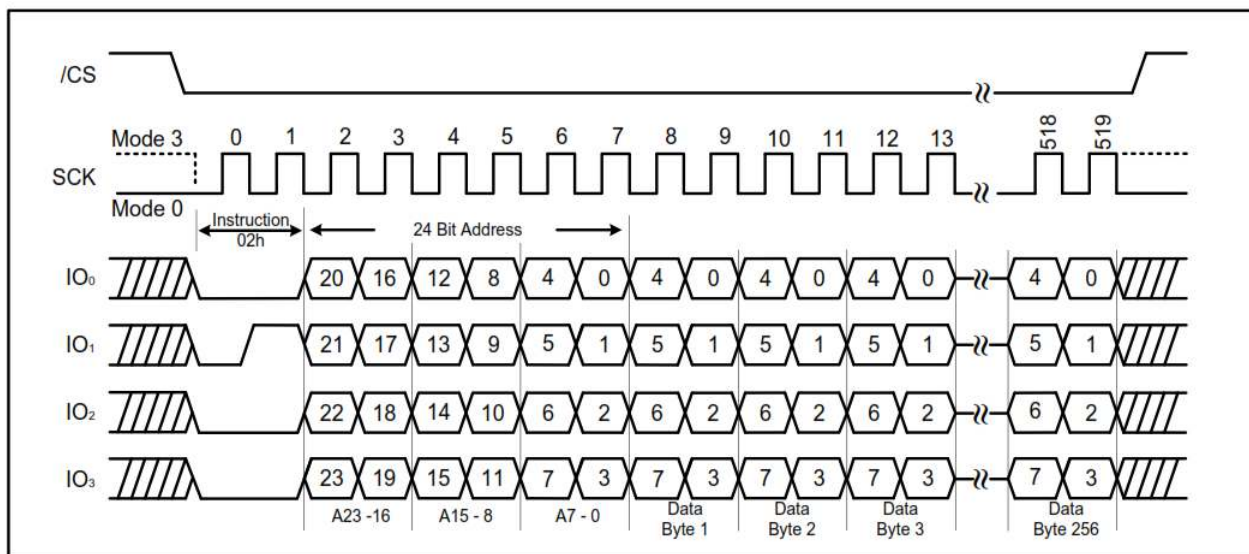 /CS
Mode 3 0 1 2 3 4 5 6 7 8 9 10 11 12 13 518 519
SCK
Mode 0
Instruction
02h
24 Bit Address
IO₀ 20 16 12 8 4 0 4 0 4 0 4 0 4 0
IO₁ 21 17 13 9 5 1 5 1 5 1 5 1 5 1
IO₂ 22 18 14 10 6 2 6 2 6 2 6 2 6 2
IO₃ 23 19 15 11 7 3 7 3 7 3 7 3 7 3
A23 -16 A15 - 8 A7 - 0 Data Data Data Data
Byte 1 Byte 2 Byte 3 Byte 256